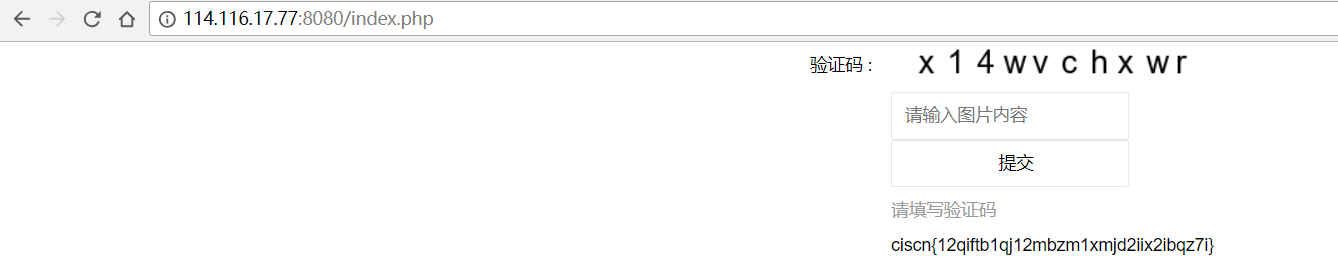 114.116.17.77:8080/index.php
验证码： x 1 4 w v c h x w r
请输入图片内容
提交
请填写验证码
ciscn{12qiftb1qj12mbzm1xmjd2iix2ibqz7i}